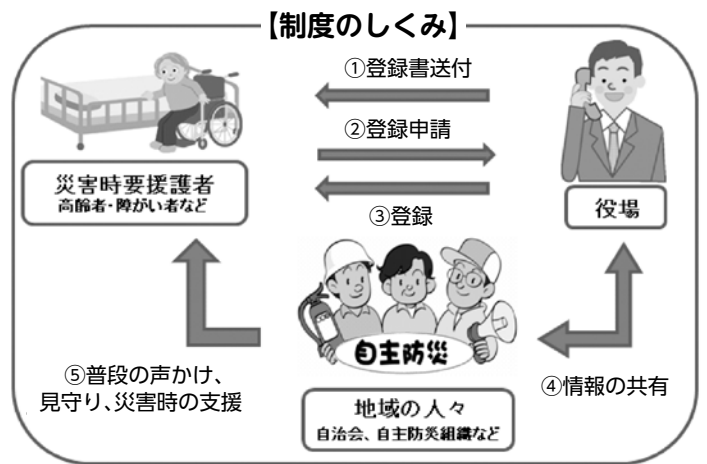 【制度のしくみ】
①登録書送付
②登録申請
災害時要援護者
高齢者・障がい者など
役場
③登録
自主防災
⑤普段の声かけ、
見守り、災害時の支援
④情報の共有
地域の人々
自治会、自主防災組織など